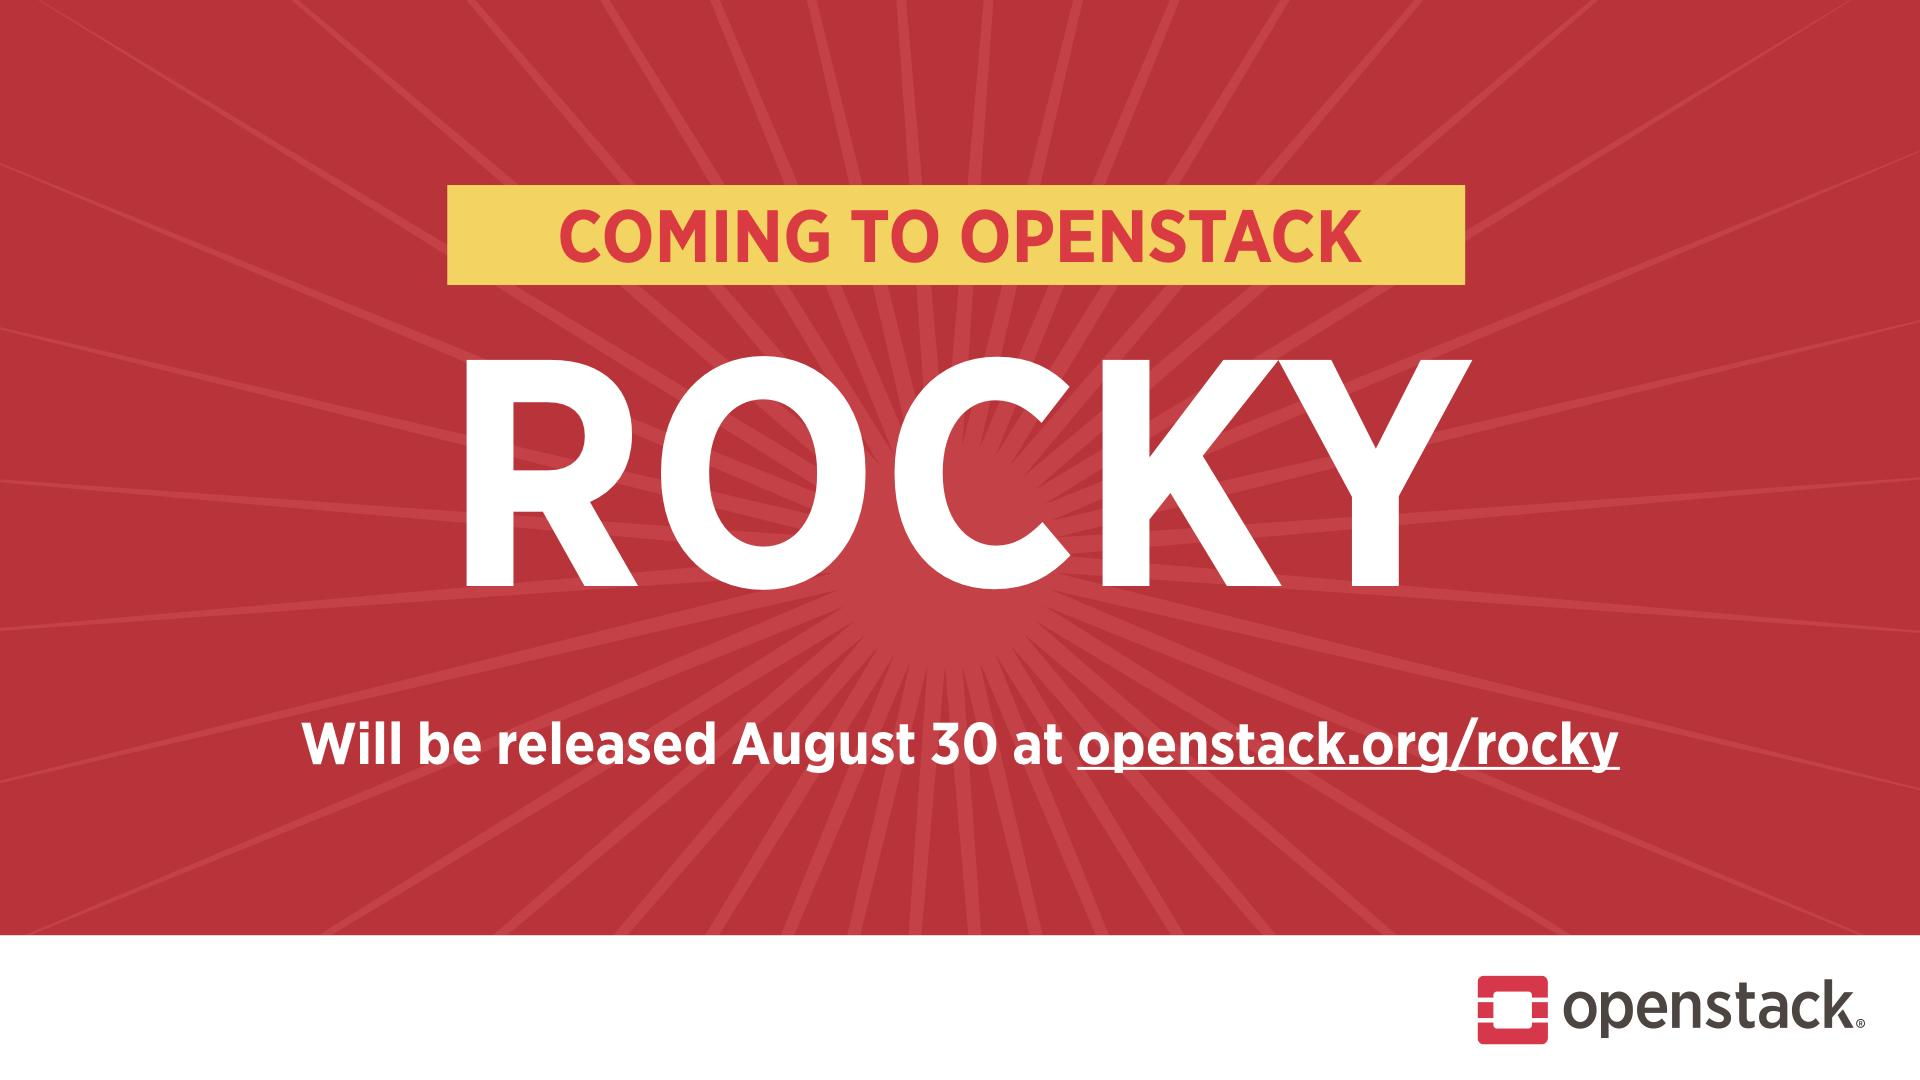 COMING TO OPENSTACK
ROCKY
Will be released August 30 at openstack.org/rocky
openstack.®